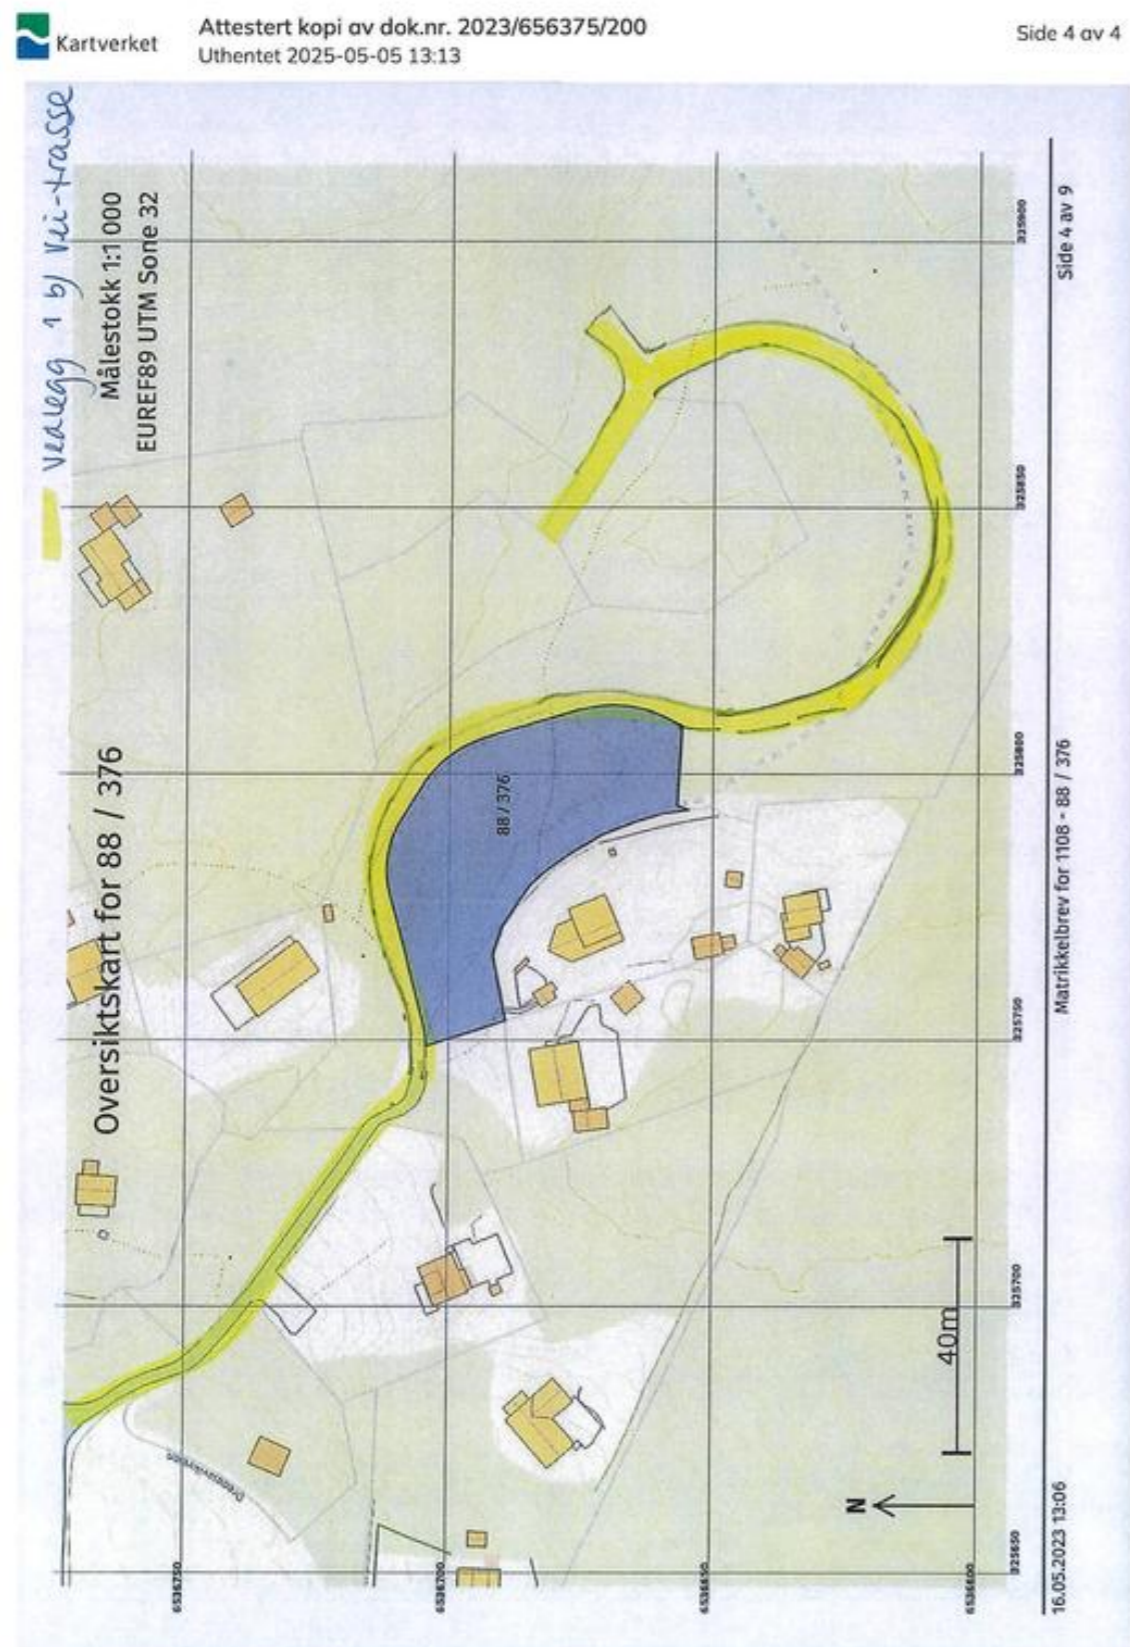 Kartverket
Attestert kopi av dok.nr. 2023/656375/200
Uthentet 2025-05-05 13:13
Side 4 av 4
vedlegg 1 b) Vei-trasse
Oversiktskart for 88 / 376
Målestokk 1:1 000
EUREF89 UTM Sone 32
88 / 376
40m
N
6536750
6536700
6536650
6536600
325650
325700
325750
325800
325850
325900
16.05.2023 13:06
Matrikkelbrev for 1108 - 88 / 376
Side 4 av 9